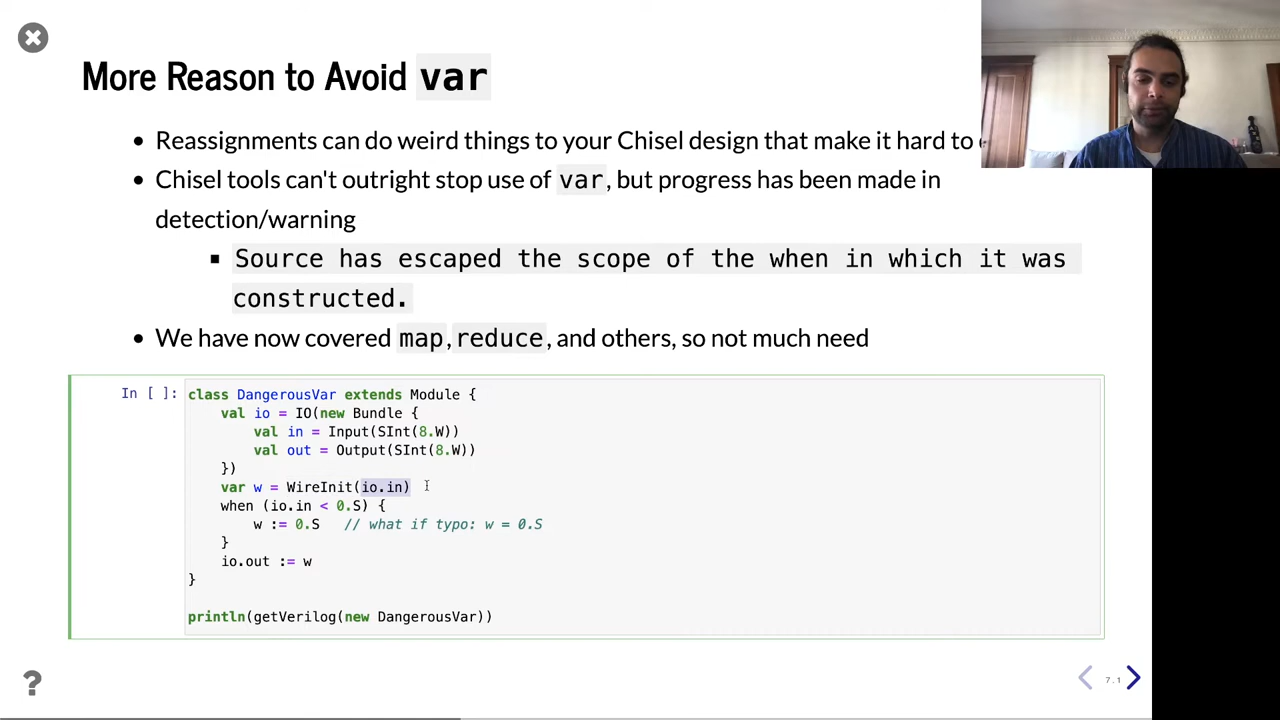 More Reason to Avoid var
• Reassignments can do weird things to your Chisel design that make it hard to
• Chisel tools can't outright stop use of var, but progress has been made in
detection/warning
▪ Source has escaped the scope of the when in which it was
constructed.
• We have now covered map, reduce, and others, so not much need
In [ ]:
class DangerousVar extends Module {
    val io = IO(new Bundle {
        val in = Input(SInt(8.W))
        val out = Output(SInt(8.W))
    })
    var w = WireInit(io.in)
    when (io.in < 0.S) {
        w := 0.S   // what if typo: w = 0.S
    }
    io.out := w
}
println(getVerilog(new DangerousVar))
?
7.1